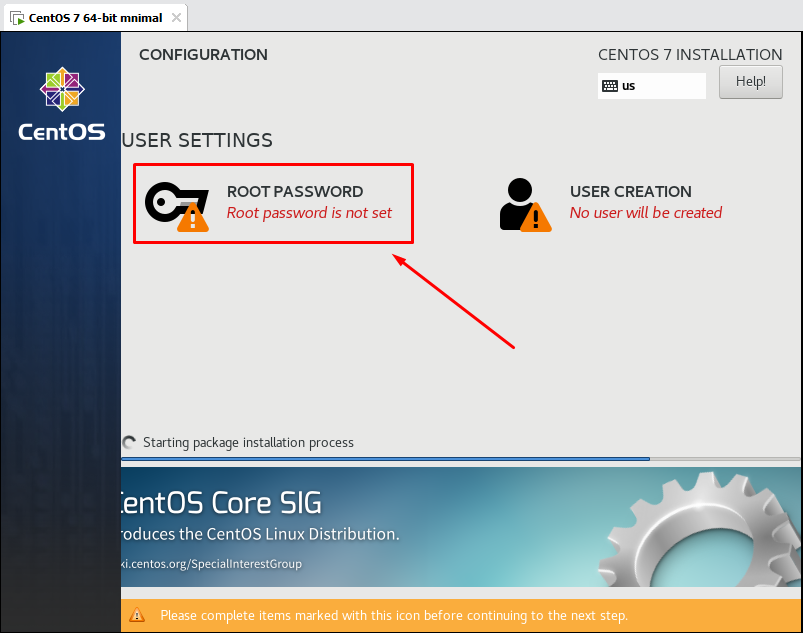 CentOS 7 64-bit mnimal
CONFIGURATION
CENTOS 7 INSTALLATION
us
Help!
CentOS
USER SETTINGS
ROOT PASSWORD
Root password is not set
USER CREATION
No user will be created
Starting package installation process
CentOS Core SIG
roduces the CentOS Linux Distribution.
ki.centos.org/SpecialInterestGroup
Please complete items marked with this icon before continuing to the next step.